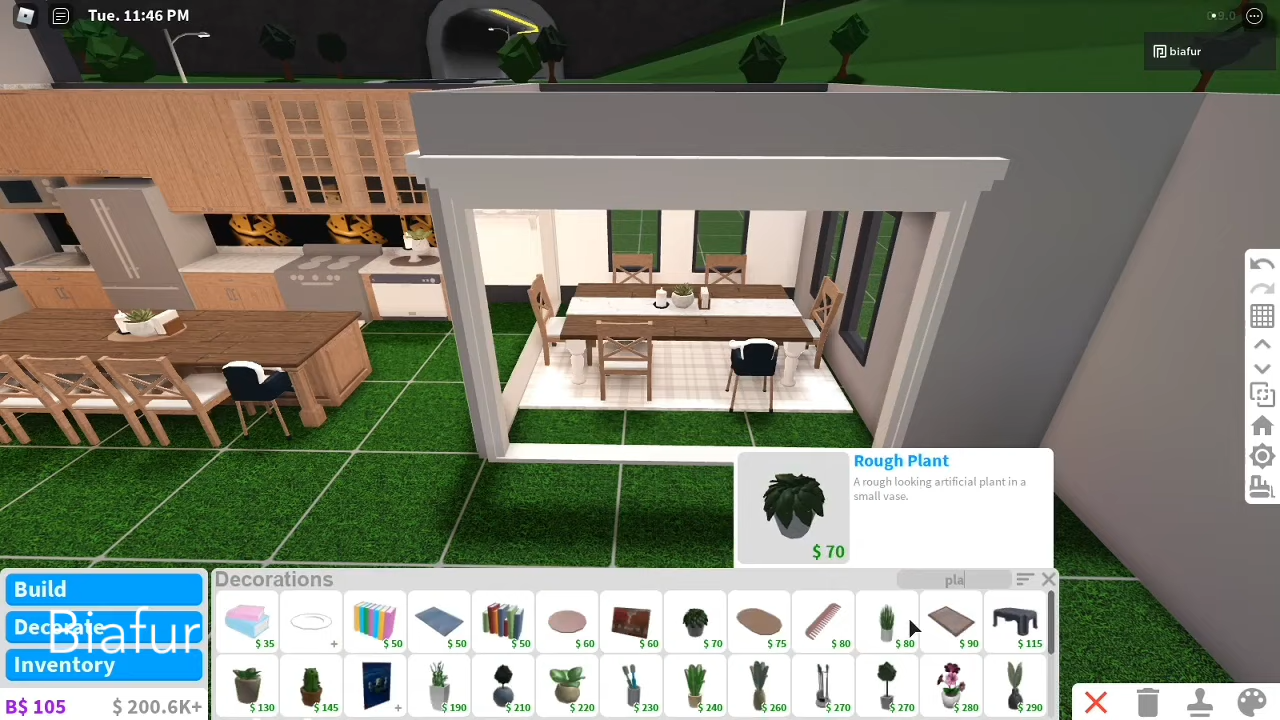 Tue. 11:46 PM
biafur
Rough Plant
A rough looking artificial plant in a
small vase.
$ 70
Build
Decorate
Biafur
Inventory
B$ 105
$ 200.6K+
Decorations
pla
$ 35
+
$ 50
$ 50
$ 50
$ 60
$ 60
$ 70
$ 75
$ 80
$ 80
$ 90
$ 115
$ 130
$ 145
+
$ 190
$ 210
$ 220
$ 230
$ 240
$ 260
$ 270
$ 270
$ 280
$ 290